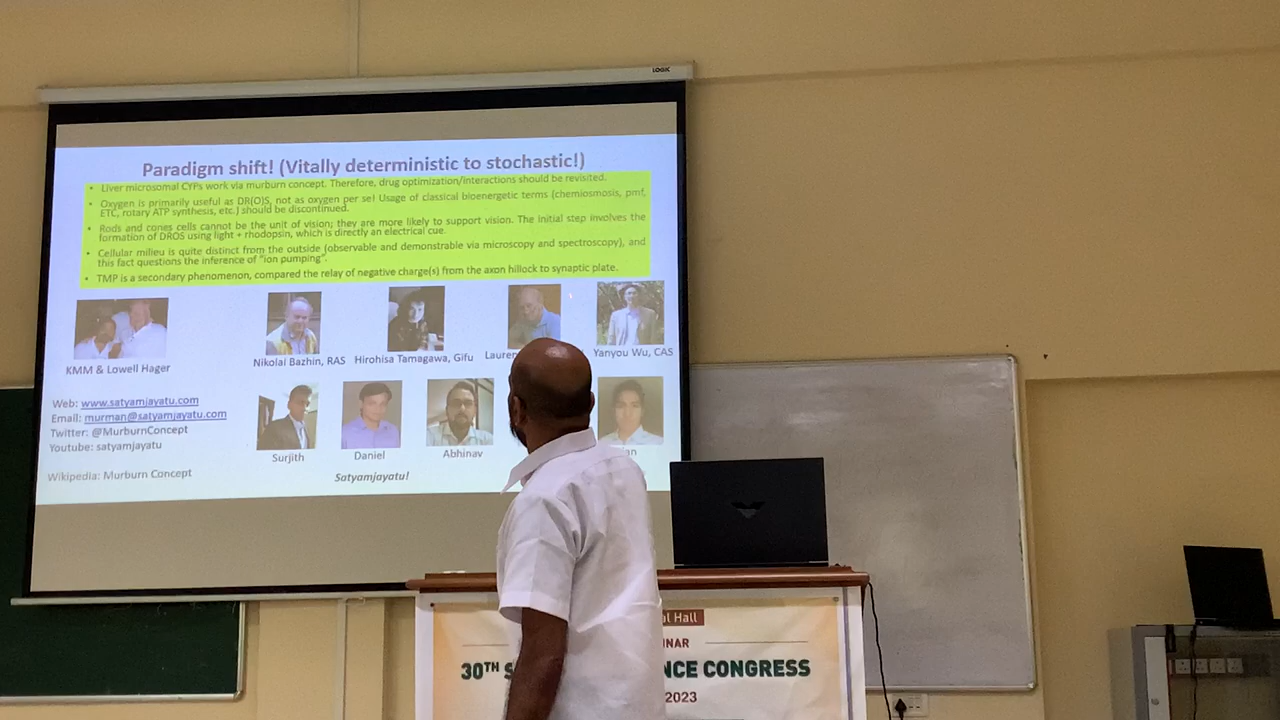 LOGIC
Paradigm shift! (Vitally deterministic to stochastic!)
• Liver microsomal CYPs work via murburn concept. Therefore, drug optimization/interactions should be revisited.
• Oxygen is primarily useful as DR(O)S, not as oxygen per se! Usage of classical bioenergetic terms (chemiosmosis, pmf,
ETC, rotary ATP synthesis, etc.) should be discontinued.
• Rods and cones cells cannot be the unit of vision; they are more likely to support vision. The initial step involves the
formation of DROS using light + rhodopsin, which is directly an electrical cue.
• Cellular milieu is quite distinct from the outside (observable and demonstrable via microscopy and spectroscopy), and
this fact questions the inference of "ion pumping".
• TMP is a secondary phenomenon, compared the relay of negative charge(s) from the axon hillock to synaptic plate.
KMM & Lowell Hager
Nikolai Bazhin, RAS
Hirohisa Tamagawa, Gifu
Lauren
Yanyou Wu, CAS
Web: www.satyamjayatu.com
Email: murman@satyamjayatu.com
Twitter: @MurburnConcept
Youtube: satyamjayatu
Surjith
Daniel
Abhinav
an
Wikipedia: Murburn Concept
Satyamjayatu!
al Hall
NAR
30TH S NCE CONGRESS
2023